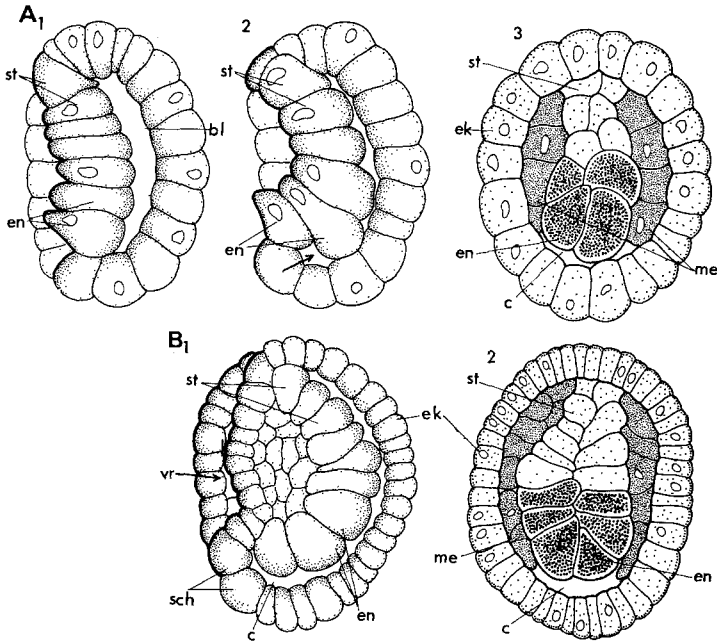 A1 2 3
st st st
bl
ek
en en en
me
c
B1 2
st st
ek
vr
me
en
sch
c en c